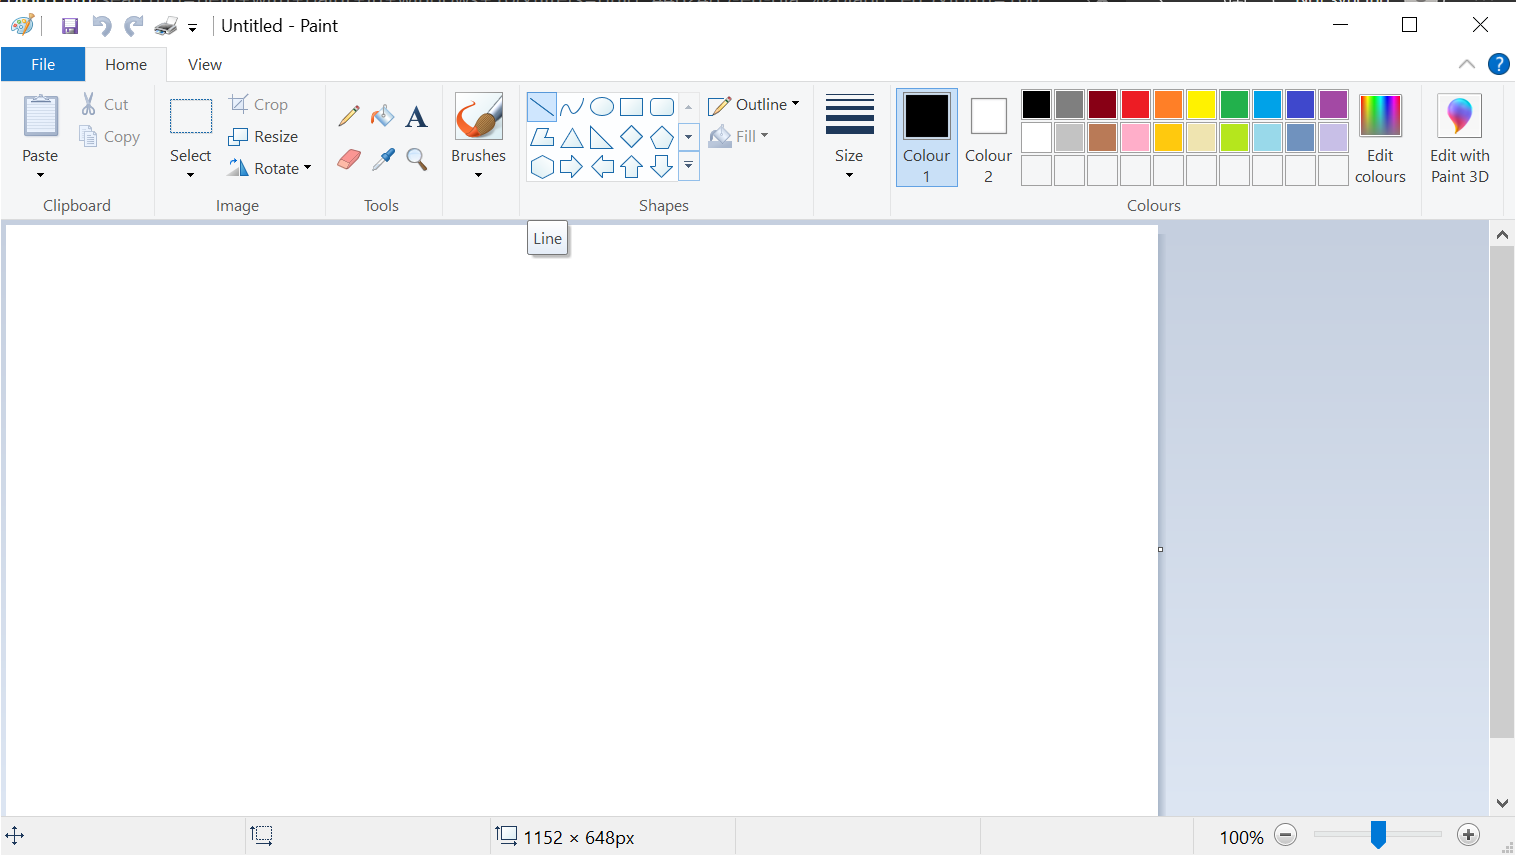 Untitled - Paint
File
Home
View
Paste
Cut
Copy
Clipboard
Select
Crop
Resize
Rotate
Image
A
Tools
Brushes
Outline
Fill
Shapes
Size
Colour
1
Colour
2
Edit
colours
Colours
Edit with
Paint 3D
?
Line
1152 × 648px
100%